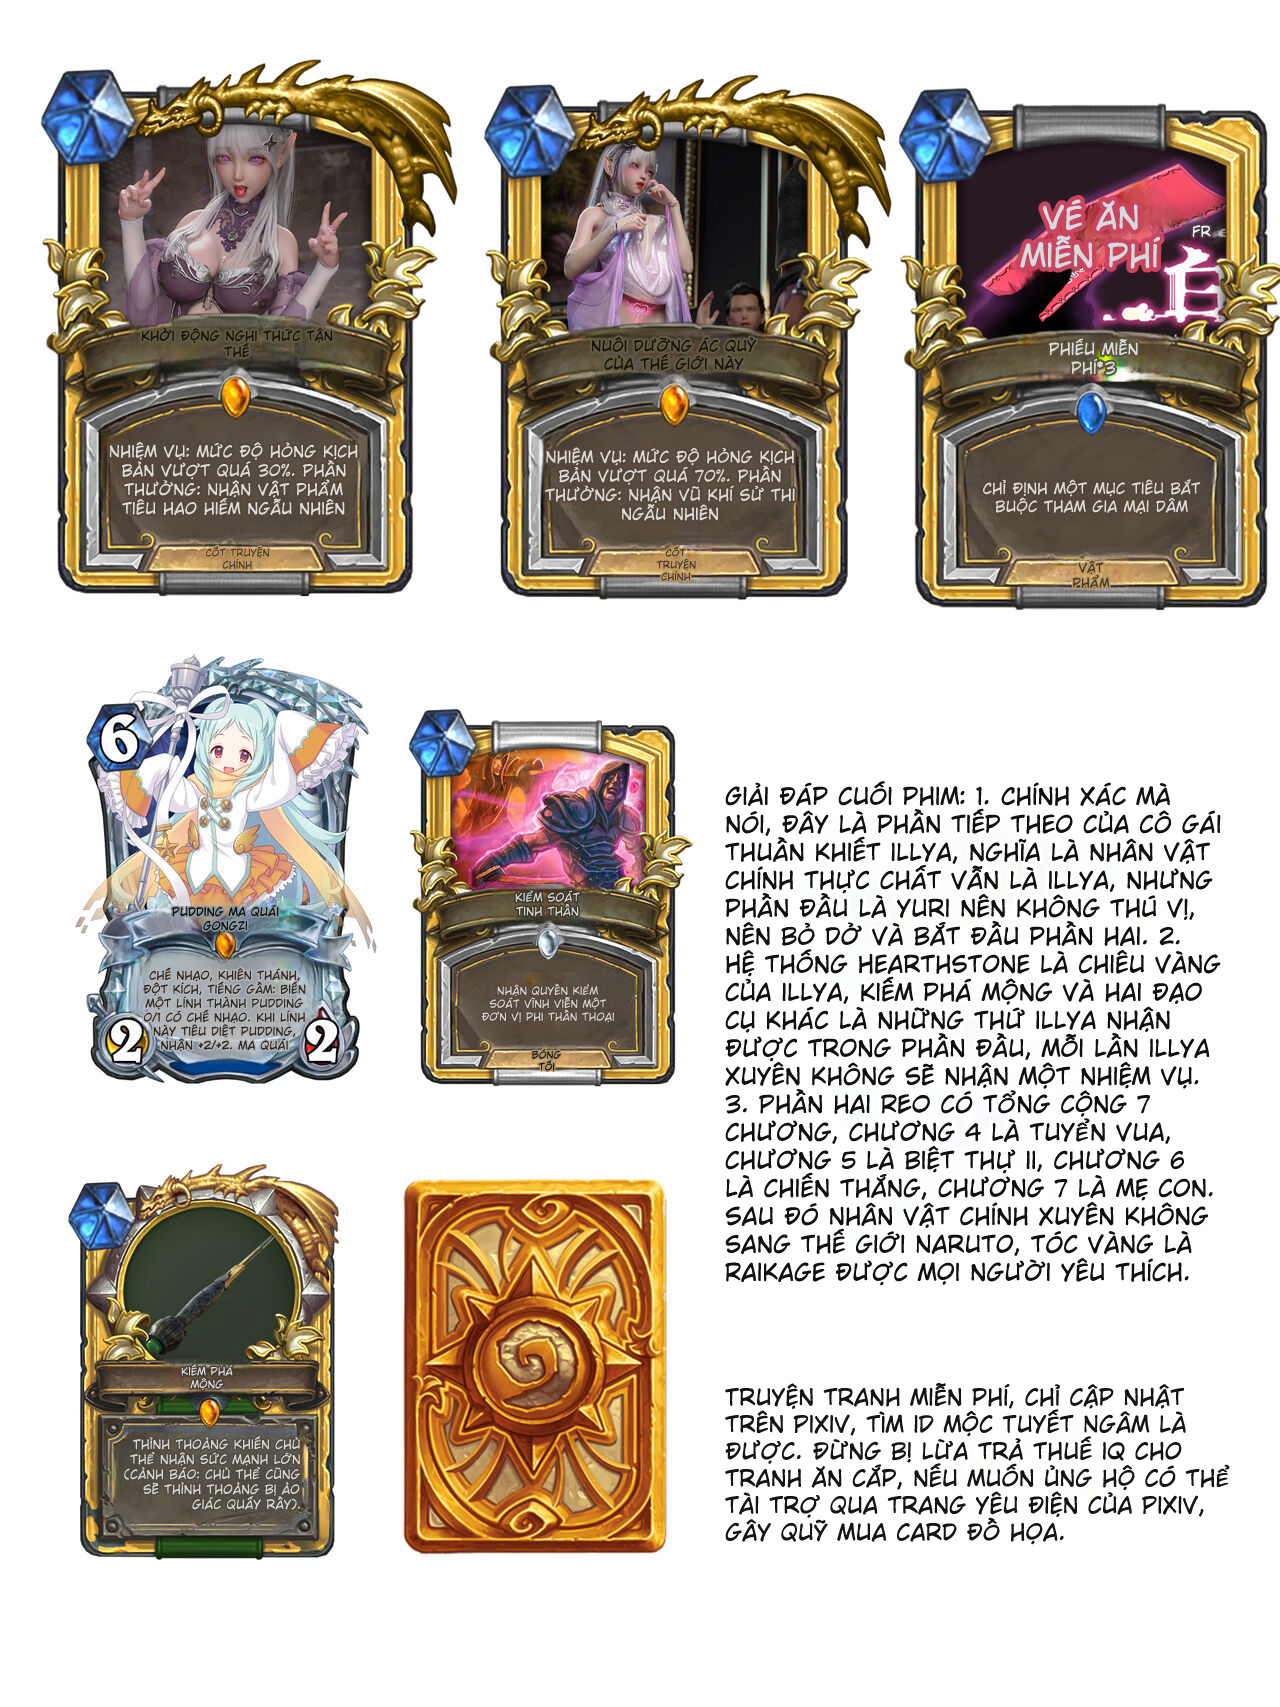 KHỞI ĐỘNG NGHI THỨC TẬN
THẾ
NHIỆM VỤ: MỨC ĐỘ HỎNG KỊCH
BẢN VƯỢT QUÁ 30%. PHẦN
THƯỞNG: NHẬN VẬT PHẨM
TIÊU HAO HIẾM NGẪU NHIÊN
CỐT TRUYỆN
CHÍNH
NUÔI DƯỠNG ÁC QUỶ
CỦA THẾ GIỚI NÀY
NHIỆM VỤ: MỨC ĐỘ HỎNG KỊCH
BẢN VƯỢT QUÁ 70%. PHẦN
THƯỞNG: NHẬN VŨ KHÍ SỬ THI
NGẪU NHIÊN
CỐT
TRUYỆN
CHÍNH
VÉ ĂN
MIỄN PHÍ
FR
PHIẾU MIỄN
PHÍ*3
CHỈ ĐỊNH MỘT MỤC TIÊU BẮT
BUỘC THAM GIA MẠI DÂM
VẬT
PHẨM
6
PUDDING MA QUÁI
GONGZI
CHẾ NHẠO, KHIÊN THÁNH,
ĐỘT KÍCH, TIẾNG GẦM: BIẾN
MỘT LÍNH THÀNH PUDDING
0/1 CÓ CHẾ NHẠO. KHI LÍNH
NÀY TIÊU DIỆT PUDDING,
NHẬN +2/+2. MA QUÁI
2
2
KIỂM SOÁT
TINH THẦN
NHẬN QUYỀN KIỂM
SOÁT VĨNH VIỄN MỘT
ĐƠN VỊ PHI THẦN THOẠI
BÓNG
TỐI
GIẢI ĐÁP CUỐI PHIM: 1. CHÍNH XÁC MÀ
NÓI, ĐÂY LÀ PHẦN TIẾP THEO CỦA CÔ GÁI
THUẦN KHIẾT ILLYA, NGHĨA LÀ NHÂN VẬT
CHÍNH THỰC CHẤT VẪN LÀ ILLYA, NHƯNG
PHẦN ĐẦU LÀ YURI NÊN KHÔNG THÚ VỊ,
NÊN BỎ DỞ VÀ BẮT ĐẦU PHẦN HAI. 2.
HỆ THỐNG HEARTHSTONE LÀ CHIÊU VÀNG
CỦA ILLYA, KIẾM PHÁ MỘNG VÀ HAI ĐẠO
CỤ KHÁC LÀ NHỮNG THỨ ILLYA NHẬN
ĐƯỢC TRONG PHẦN ĐẦU, MỖI LẦN ILLYA
XUYÊN KHÔNG SẼ NHẬN MỘT NHIỆM VỤ.
3. PHẦN HAI REO CÓ TỔNG CỘNG 7
CHƯƠNG, CHƯƠNG 4 LÀ TUYỂN VUA,
CHƯƠNG 5 LÀ BIỆT THỰ II, CHƯƠNG 6
LÀ CHIẾN THẮNG, CHƯƠNG 7 LÀ MẸ CON.
SAU ĐÓ NHÂN VẬT CHÍNH XUYÊN KHÔNG
SANG THẾ GIỚI NARUTO, TÓC VÀNG LÀ
RAIKAGE ĐƯỢC MỌI NGƯỜI YÊU THÍCH.
KIẾM PHÁ
MỘNG
THỈNH THOẢNG KHIẾN CHỦ
THỂ NHẬN SỨC MẠNH LỚN
(CẢNH BÁO: CHỦ THỂ CŨNG
SẼ THỈNH THOẢNG BỊ ẢO
GIÁC QUẤY RẦY).
TRUYỆN TRANH MIỄN PHÍ, CHỈ CẬP NHẬT
TRÊN PIXIV, TÌM ID MỘC TUYẾT NGÂM LÀ
ĐƯỢC. ĐỪNG BỊ LỪA TRẢ THUẾ IQ CHO
TRANH ĂN CẮP, NẾU MUỐN ỦNG HỘ CÓ THỂ
TÀI TRỢ QUA TRANG YÊU ĐIỆN CỦA PIXIV,
GÂY QUỸ MUA CARD ĐỒ HỌA.